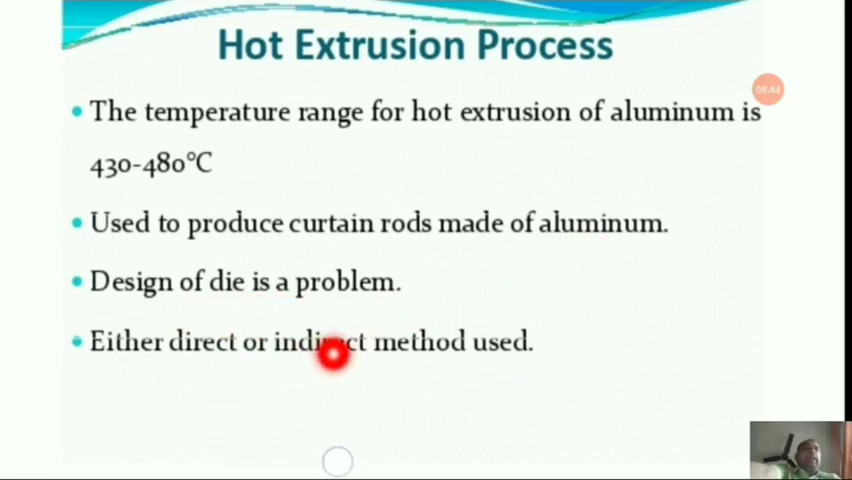 Hot Extrusion Process
08:44
• The temperature range for hot extrusion of aluminum is
430-480°C
• Used to produce curtain rods made of aluminum.
• Design of die is a problem.
• Either direct or indirect method used.